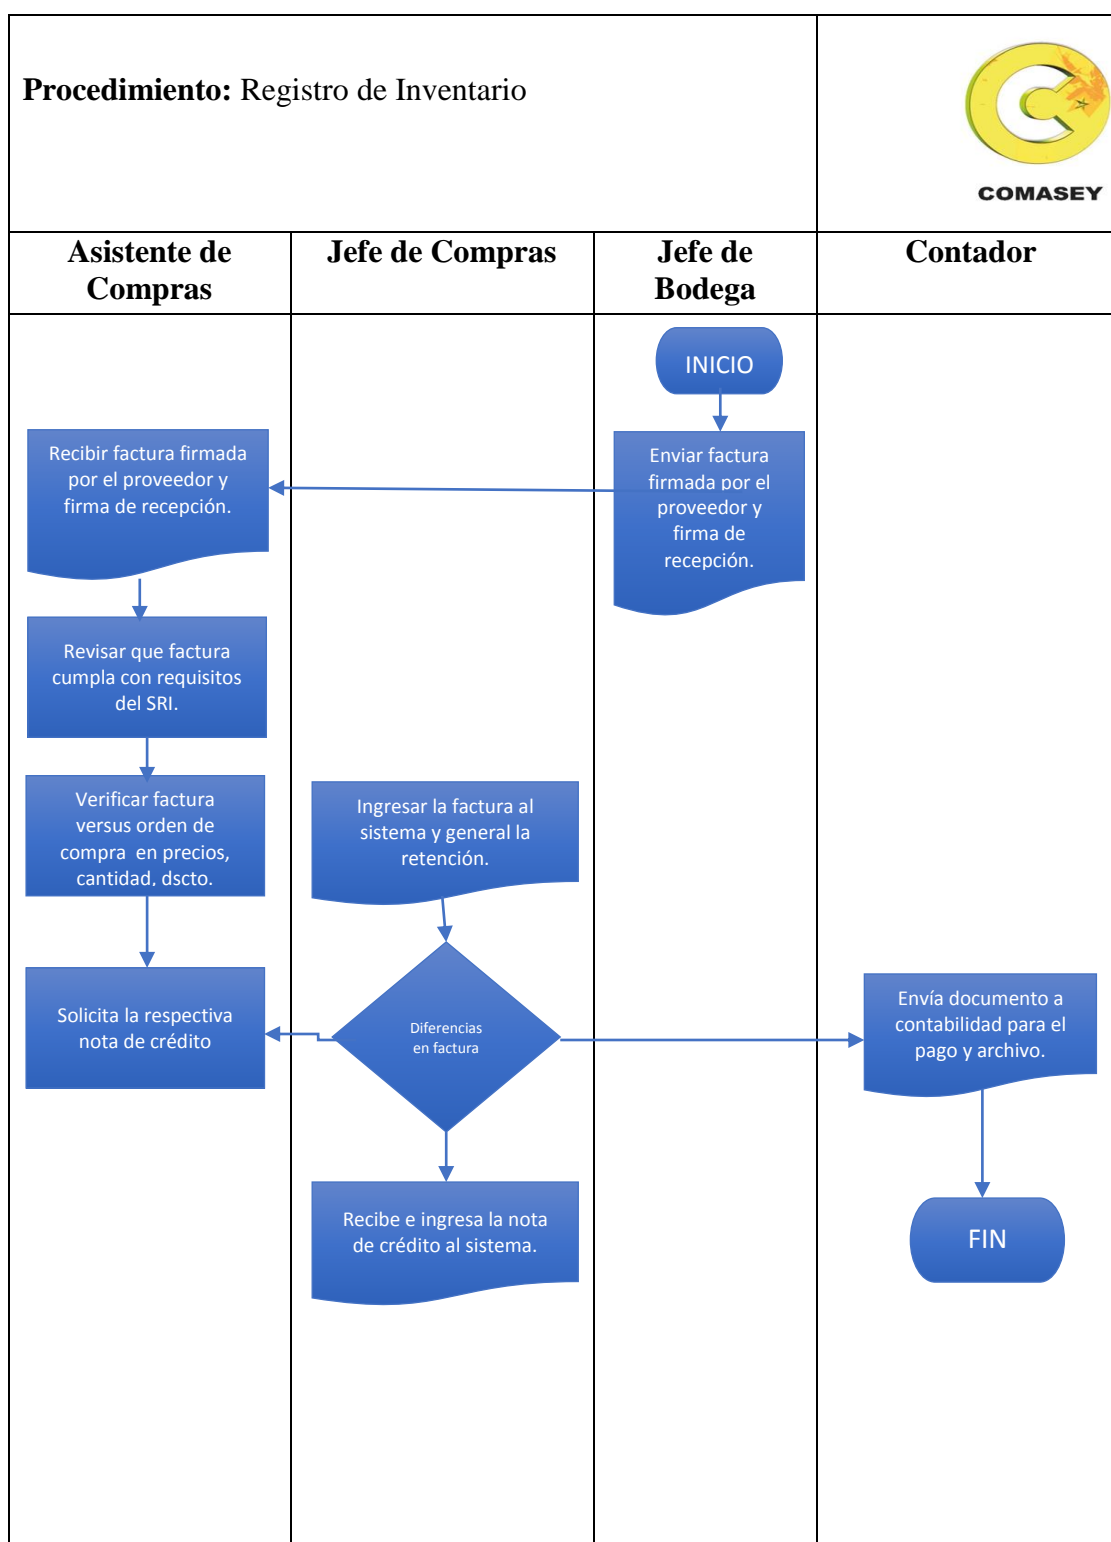 Procedimiento: Registro de Inventario
COMASEY
Asistente de
Compras
Jefe de Compras
Jefe de
Bodega
Contador
INICIO
Recibir factura firmada
por el proveedor y
firma de recepción.
Enviar factura
firmada por el
proveedor y
firma de
recepción.
Revisar que factura
cumpla con requisitos
del SRI.
Verificar factura
versus orden de
compra en precios,
cantidad, dscto.
Ingresar la factura al
sistema y general la
retención.
Solicita la respectiva
nota de crédito
Diferencias
en factura
Envía documento a
contabilidad para el
pago y archivo.
Recibe e ingresa la nota
de crédito al sistema.
FIN